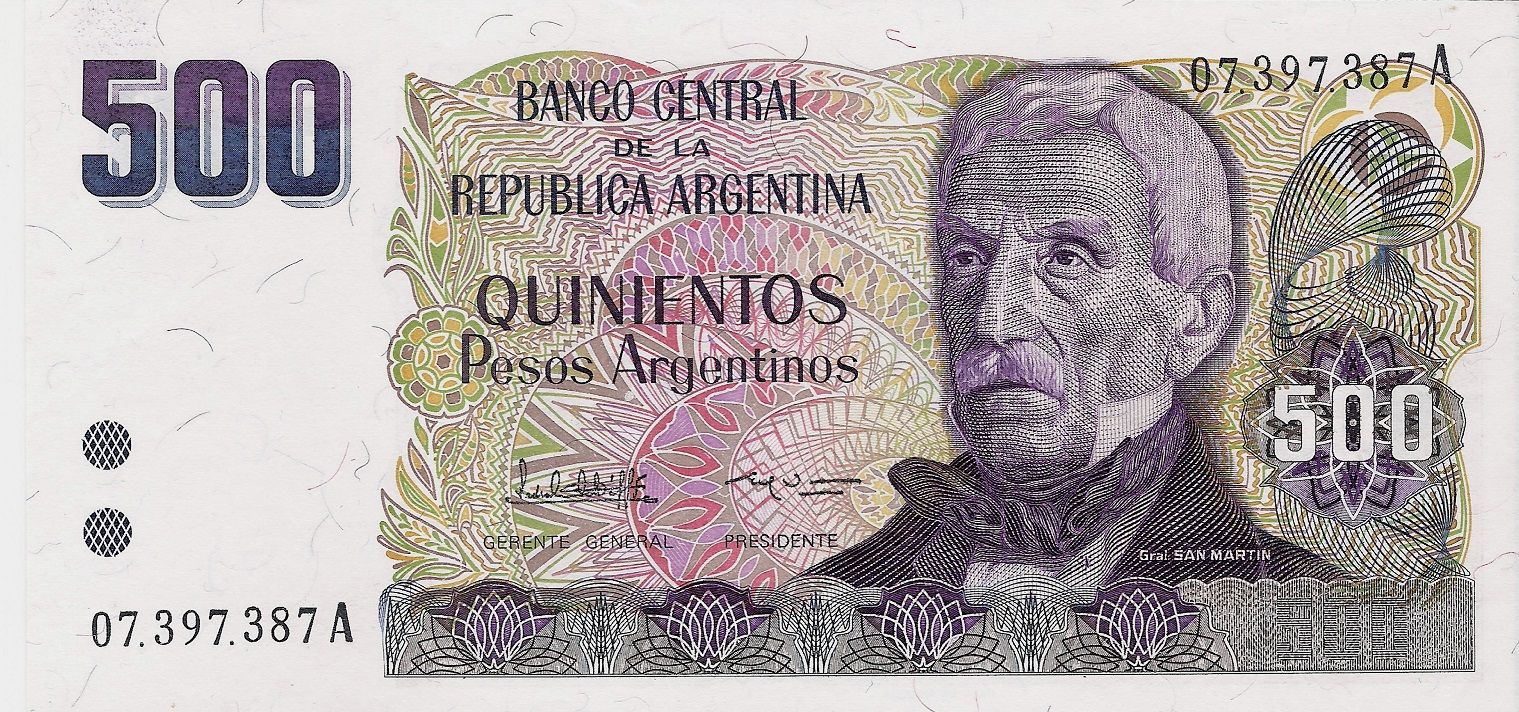 500
BANCO CENTRAL
DE LA
REPUBLICA ARGENTINA
07.397.387 A
QUINIENTOS
Pesos Argentinos
500
GERENTE GENERAL PRESIDENTE
Gral. SAN MARTIN
07.397.387 A